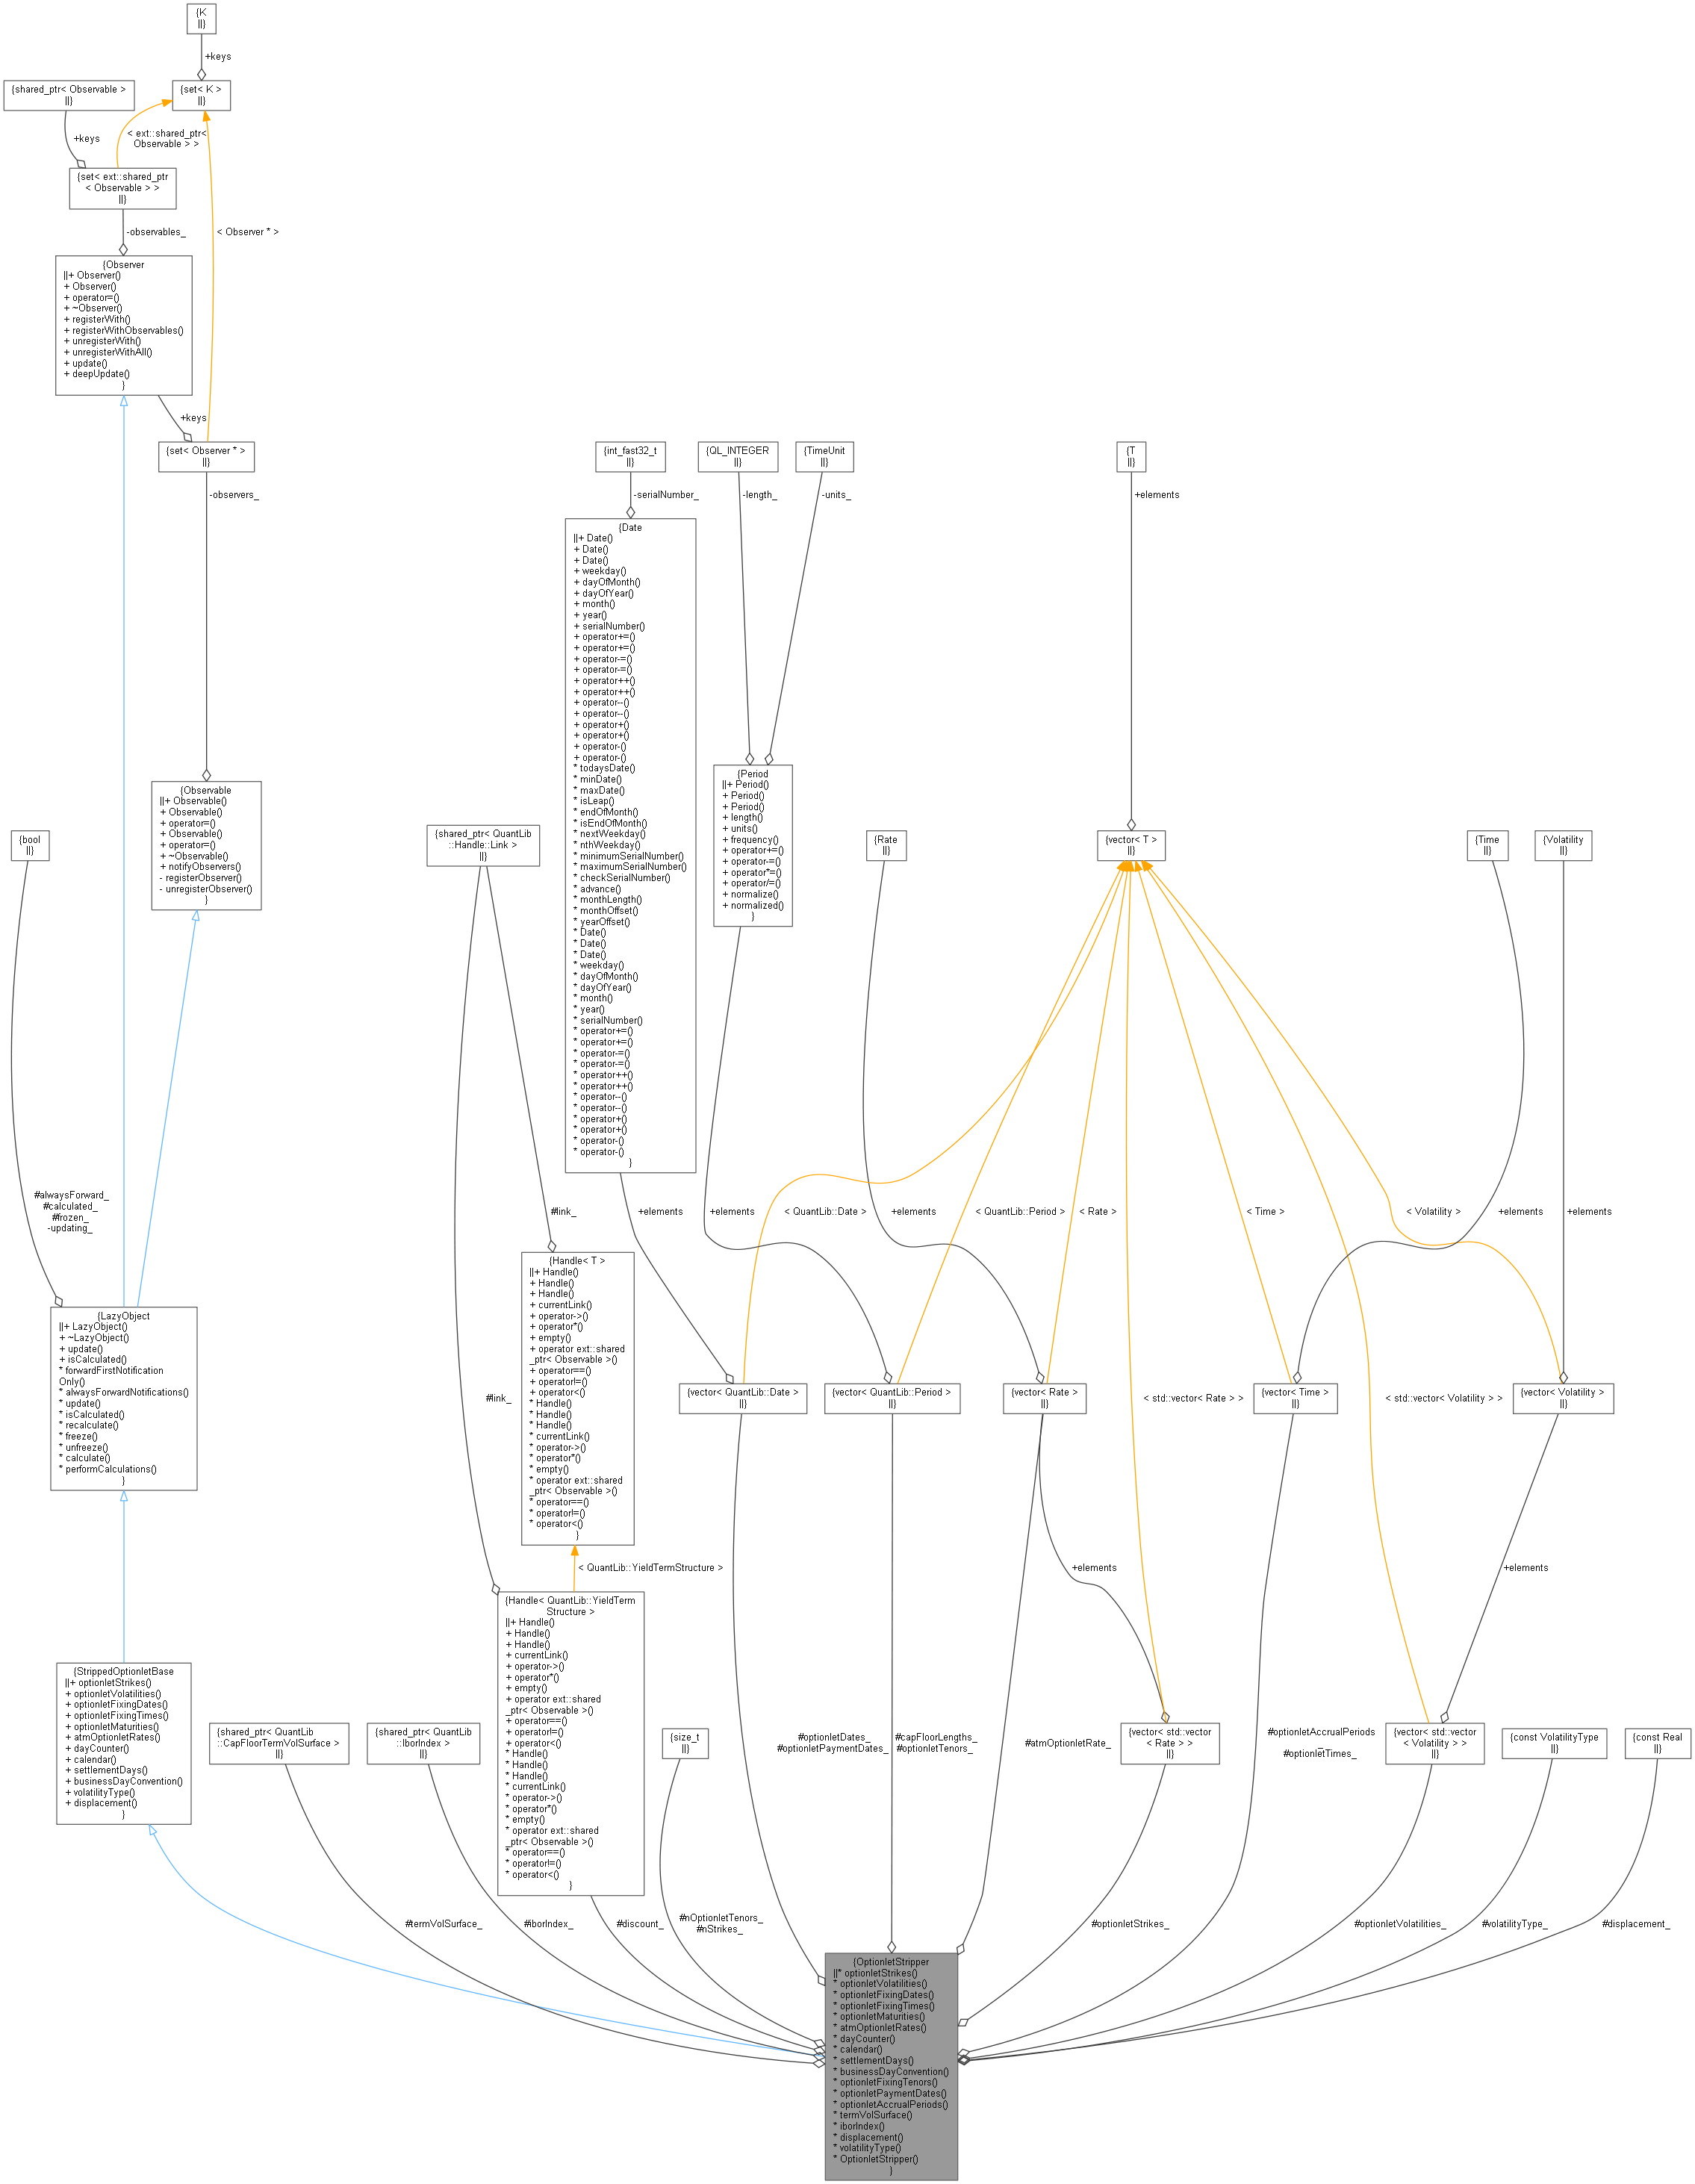 {K
||}
+keys
{shared_ptr< Observable >
||}
{set< K >
||}
+keys
< ext::shared_ptr<
Observable > >
{set< ext::shared_ptr
< Observable > >
||}
-observables_
< Observer * >
{Observer
||+ Observer()
+ Observer()
+ operator=()
+ ~Observer()
+ registerWith()
+ registerWithObservables()
+ unregisterWith()
+ unregisterWithAll()
+ update()
+ deepUpdate()
}
+keys
{set< Observer * >
||}
-observers_
{int_fast32_t
||}
-serialNumber_
{QL_INTEGER
||}
-length_
{TimeUnit
||}
-units_
{T
||}
+elements
{Date
||+ Date()
+ Date()
+ Date()
+ weekday()
+ dayOfMonth()
+ dayOfYear()
+ month()
+ year()
+ serialNumber()
+ operator+=()
+ operator+=()
+ operator-=()
+ operator-=()
+ operator++()
+ operator++()
+ operator--()
+ operator--()
+ operator+()
+ operator+()
+ operator-()
+ operator-()
* todaysDate()
* minDate()
* maxDate()
* isLeap()
* endOfMonth()
* isEndOfMonth()
* nextWeekday()
* nthWeekday()
* minimumSerialNumber()
* maximumSerialNumber()
* checkSerialNumber()
* advance()
* monthLength()
* monthOffset()
* yearOffset()
* Date()
* Date()
* Date()
* weekday()
* dayOfMonth()
* dayOfYear()
* month()
* year()
* serialNumber()
* operator+=()
* operator+=()
* operator-=()
* operator-=()
* operator++()
* operator++()
* operator--()
* operator--()
* operator+()
* operator+()
* operator-()
* operator-()
}
{Period
||+ Period()
+ Period()
+ Period()
+ length()
+ units()
+ frequency()
+ operator+=()
+ operator-=()
+ operator*=()
+ operator/=()
+ normalize()
+ normalized()
}
{Observable
||+ Observable()
+ Observable()
+ operator=()
+ Observable()
+ operator=()
+ ~Observable()
+ notifyObservers()
- registerObserver()
- unregisterObserver()
}
{bool
||}
{shared_ptr< QuantLib
::Handle::Link >
||}
{Rate
||}
{vector< T >
||}
{Time
||}
{Volatility
||}
#alwaysForward_
#calculated_
#frozen_
-updating_
#link_
+elements
< QuantLib::Date >
+elements
< QuantLib::Period >
+elements
< Rate >
< Time >
< Volatility >
+elements
+elements
{LazyObject
||+ LazyObject()
+ ~LazyObject()
+ update()
+ isCalculated()
* forwardFirstNotification
Only()
* alwaysForwardNotifications()
* update()
* isCalculated()
* recalculate()
* freeze()
* unfreeze()
* calculate()
* performCalculations()
}
#link_
{Handle< T >
||+ Handle()
+ Handle()
+ Handle()
+ currentLink()
+ operator->()
+ operator*()
+ empty()
+ operator ext::shared
_ptr< Observable >()
+ operator==()
+ operator!=()
+ operator<()
* Handle()
* Handle()
* Handle()
* currentLink()
* operator->()
* operator*()
* empty()
* operator ext::shared
_ptr< Observable >()
* operator==()
* operator!=()
* operator<()
}
{vector< QuantLib::Date >
||}
{vector< QuantLib::Period >
||}
{vector< Rate >
||}
< std::vector< Rate > >
{vector< Time >
||}
< std::vector< Volatility > >
{vector< Volatility >
||}
< QuantLib::YieldTermStructure >
+elements
+elements
{Handle< QuantLib::YieldTerm
Structure >
||+ Handle()
+ Handle()
+ Handle()
+ currentLink()
+ operator->()
+ operator*()
+ empty()
+ operator ext::shared
_ptr< Observable >()
+ operator==()
+ operator!=()
+ operator<()
* Handle()
* Handle()
* Handle()
* currentLink()
* operator->()
* operator*()
* empty()
* operator ext::shared
_ptr< Observable >()
* operator==()
* operator!=()
* operator<()
}
{StrippedOptionletBase
||+ optionletStrikes()
+ optionletVolatilities()
+ optionletFixingDates()
+ optionletFixingTimes()
+ optionletMaturities()
+ atmOptionletRates()
+ dayCounter()
+ calendar()
+ settlementDays()
+ businessDayConvention()
+ volatilityType()
+ displacement()
}
{shared_ptr< QuantLib
::CapFloorTermVolSurface >
||}
{shared_ptr< QuantLib
::IborIndex >
||}
{size_t
||}
#optionletDates_
#optionletPaymentDates_
#capFloorLengths_
#optionletTenors_
#atmOptionletRate_
{vector< std::vector
< Rate > >
||}
#optionletAccrualPeriods
_
#optionletTimes_
{vector< std::vector
< Volatility > >
||}
{const VolatilityType
||}
{const Real
||}
#termVolSurface_
#iborIndex_
#discount_
#nOptionletTenors_
#nStrikes_
#optionletStrikes_
#optionletVolatilities_
#volatilityType_
#displacement_
{OptionletStripper
||* optionletStrikes()
* optionletVolatilities()
* optionletFixingDates()
* optionletFixingTimes()
* optionletMaturities()
* atmOptionletRates()
* dayCounter()
* calendar()
* settlementDays()
* businessDayConvention()
* optionletFixingTenors()
* optionletPaymentDates()
* optionletAccrualPeriods()
* termVolSurface()
* iborIndex()
* displacement()
* volatilityType()
* OptionletStripper()
}